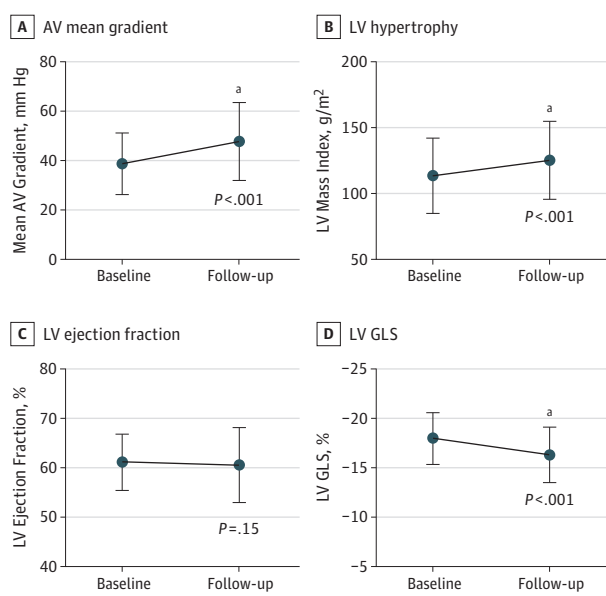 A AV mean gradient
Mean AV Gradient, mm Hg
80
60
40
20
0
a
P<.001
Baseline Follow-up
B LV hypertrophy
LV Mass Index, g/m²
200
150
100
50
a
P<.001
Baseline Follow-up
C LV ejection fraction
LV Ejection Fraction, %
80
70
60
50
40
P=.15
Baseline Follow-up
D LV GLS
LV GLS, %
−25
−20
−15
−10
−5
a
P<.001
Baseline Follow-up